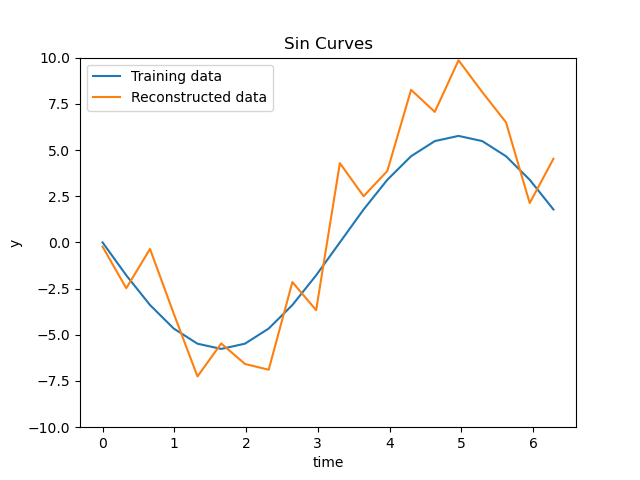 Sin Curves
Training data
Reconstructed data
10.0
7.5
5.0
2.5
0.0
−2.5
−5.0
−7.5
−10.0
y
0 1 2 3 4 5 6
time